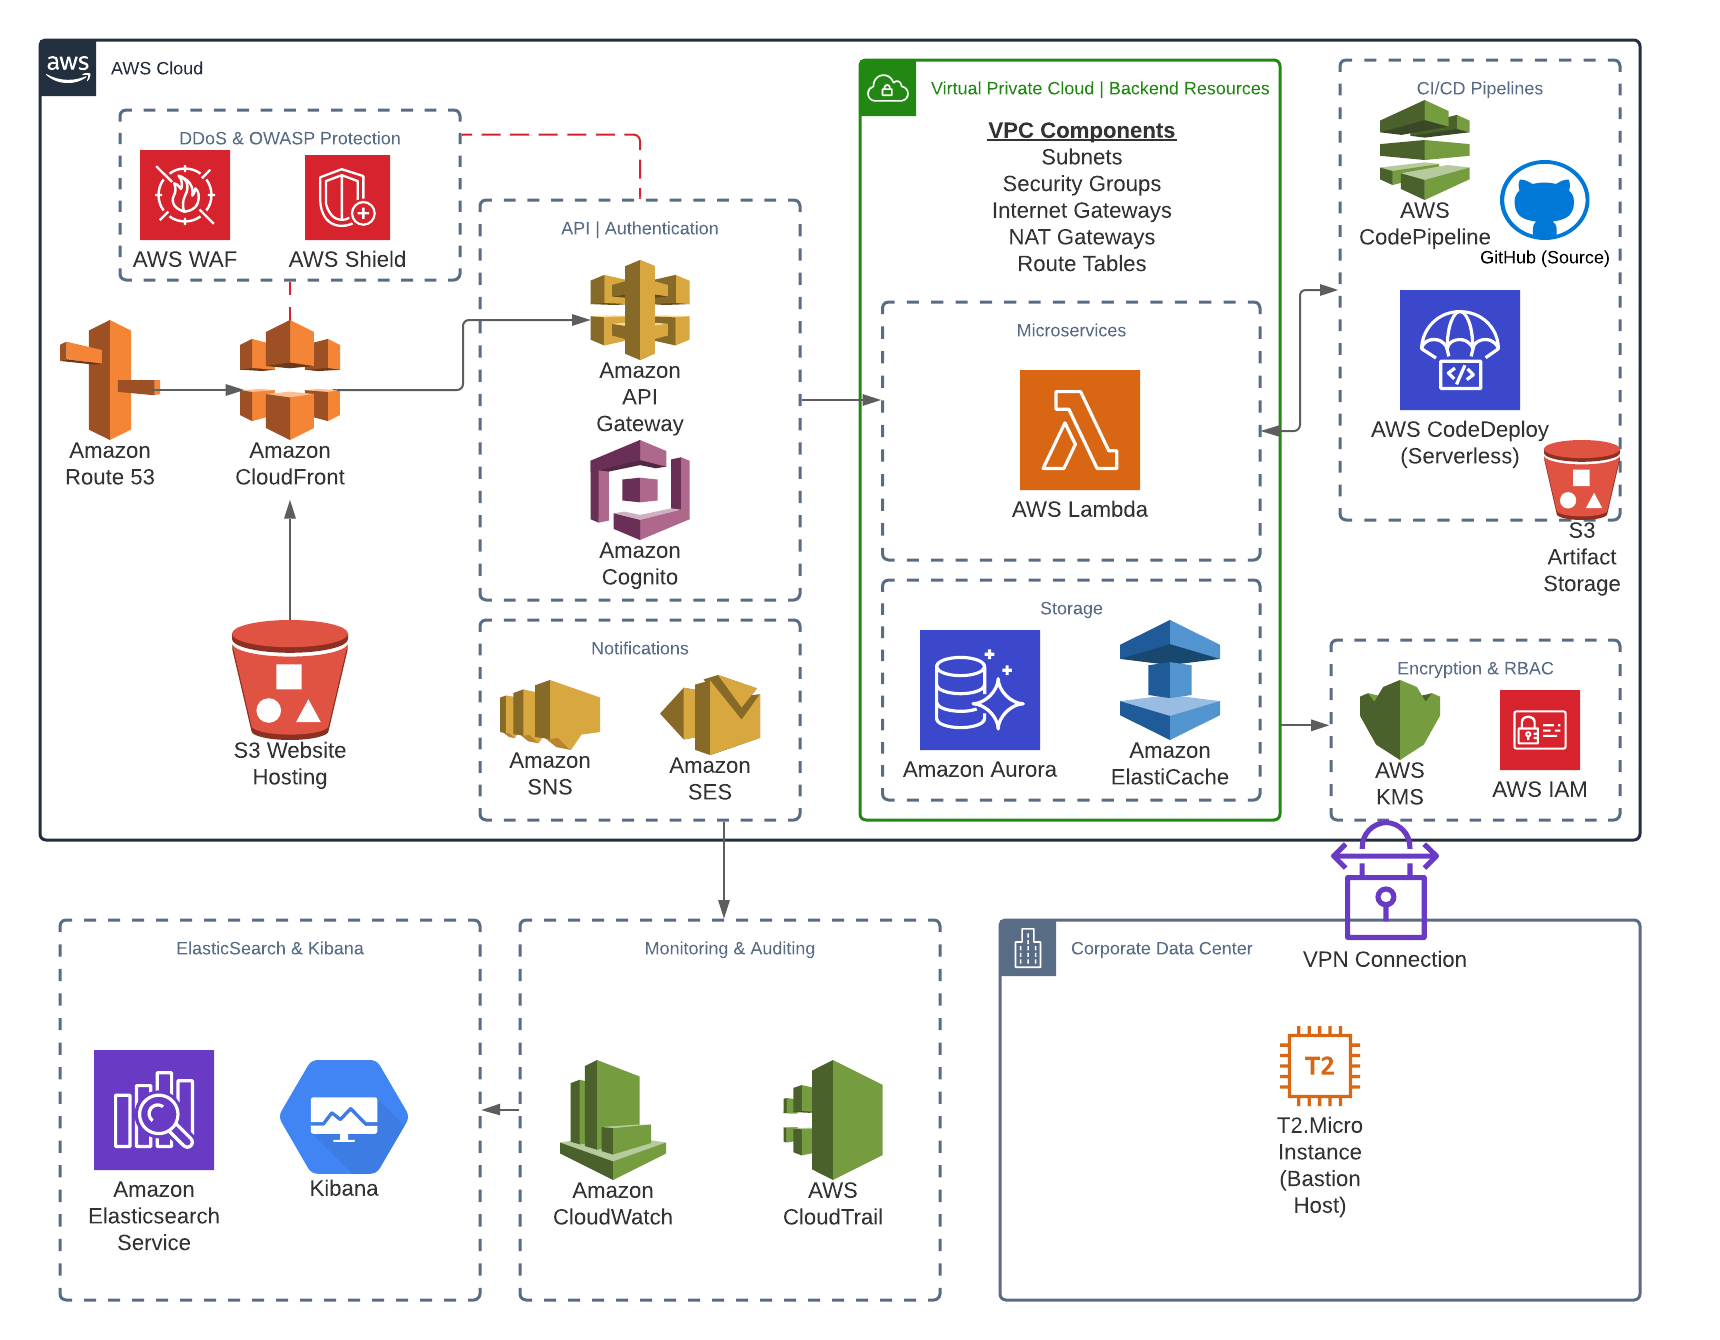 aws
AWS Cloud
DDoS & OWASP Protection
AWS WAF
AWS Shield
Amazon
Route 53
Amazon
CloudFront
S3 Website
Hosting
API | Authentication
Amazon
API
Gateway
Amazon
Cognito
Notifications
Amazon
SNS
Amazon
SES
Virtual Private Cloud | Backend Resources
VPC Components
Subnets
Security Groups
Internet Gateways
NAT Gateways
Route Tables
Microservices
AWS Lambda
Storage
Amazon Aurora
Amazon
ElastiCache
CI/CD Pipelines
AWS
CodePipeline
GitHub (Source)
</>
AWS CodeDeploy
(Serverless)
S3
Artifact
Storage
Encryption & RBAC
AWS
KMS
AWS IAM
ElasticSearch & Kibana
Amazon
Elasticsearch
Service
Kibana
Monitoring & Auditing
Amazon
CloudWatch
AWS
CloudTrail
Corporate Data Center
VPN Connection
T2
T2.Micro
Instance
(Bastion
Host)